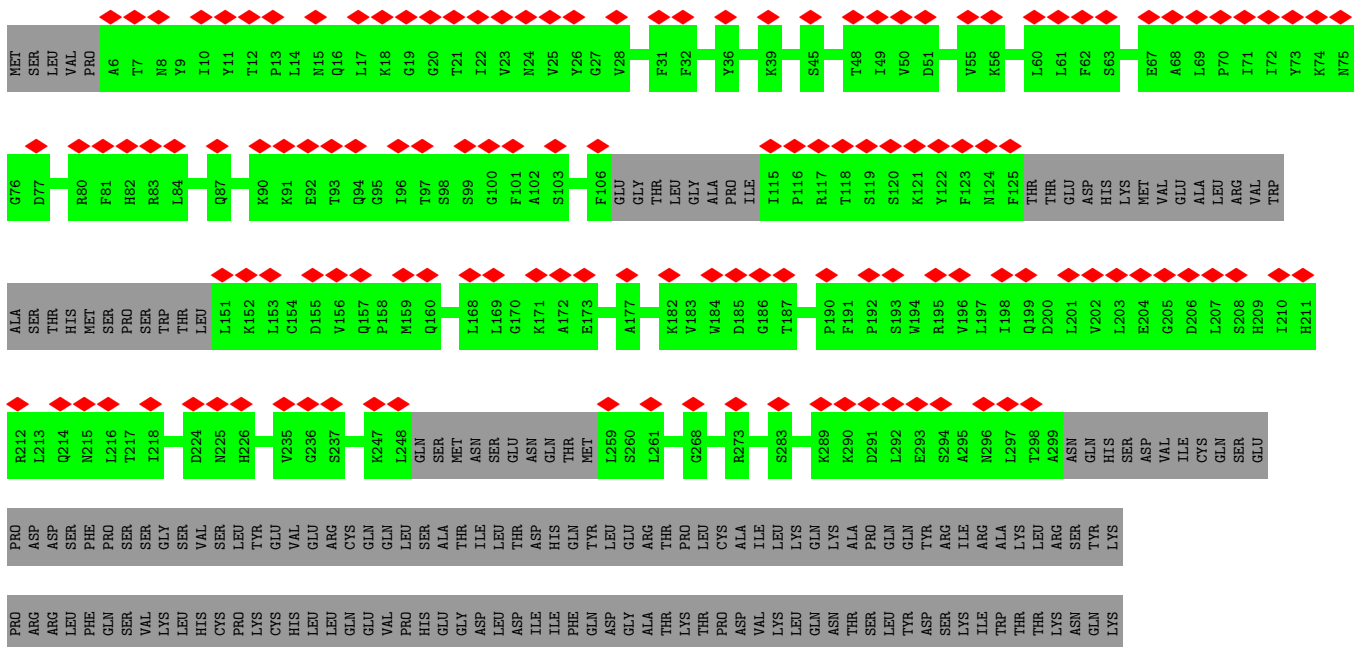 MET SER LEU VAL PRO A6 T7 N8 Y9 I10 Y11 T12 P13 L14 N15 Q16 L17 K18 G19 G20 T21 I22 V23 N24 V25 Y26 G27 V28 F31 F32 Y36 K39 S45 T48 I49 V50 D51 V55 K56 L60 L61 F62 S63 E67 A68 L69 P70 I71 I72 Y73 K74 N75
G76 D77 R80 F81 H82 R83 L84 Q87 K90 K91 E92 T93 Q94 G95 I96 T97 S98 S99 G100 F101 A102 S103 F106 GLU GLY THR LEU GLY ALA PRO ILE I115 P116 R117 T118 S119 S120 K121 Y122 F123 N124 F125 THR THR GLU ASP HIS LYS MET VAL GLU ALA LEU ARG VAL TRP
ALA SER THR HIS MET SER PRO SER TRP THR LEU L151 K152 L153 C154 D155 V156 Q157 P158 M159 Q160 L168 L169 G170 K171 A172 E173 A177 K182 V183 W184 D185 G186 T187 P190 F191 P192 S193 W194 R195 V196 L197 I198 Q199 D200 L201 V202 L203 E204 G205 D206 L207 S208 H209 I210 H211
R212 L213 Q214 N215 L216 T217 I218 D224 N225 H226 V235 G236 S237 K247 L248 GLN SER MET ASN SER GLU ASN GLN THR MET L259 S260 L261 G268 R273 S283 K289 K290 D291 L292 E293 S294 A295 N296 L297 T298 A299 ASN GLN HIS SER ASP VAL ILE CYS GLN SER GLU
PRO ASP ASP SER PHE PRO SER SER GLY SER VAL SER LEU TYR GLU VAL GLU ARG CYS GLN GLN LEU SER ALA THR ILE LEU THR ASP HIS GLN TYR LEU GLU ARG THR PRO LEU CYS ALA ILE LEU LYS GLN LYS ALA PRO GLN GLN TYR ARG ILE ARG ALA LYS LEU ARG SER TYR LYS
PRO ARG ARG LEU PHE GLN SER VAL LYS LEU HIS CYS PRO LYS CYS HIS LEU LEU GLN GLU VAL PRO HIS GLU GLY ASP LEU ASP ILE ILE PHE GLN ASP GLY ALA THR LYS THR PRO ASP VAL LYS LEU GLN ASN THR SER LEU TYR ASP SER LYS ILE TRP THR THR LYS ASN GLN LYS